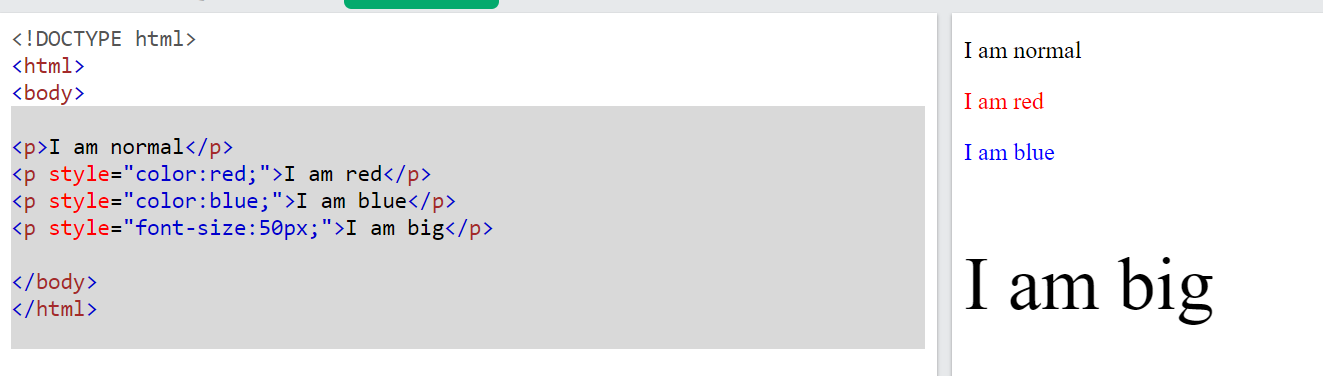 <!DOCTYPE html>
<html>
<body>
<p>I am normal</p>
<p style="color:red;">I am red</p>
<p style="color:blue;">I am blue</p>
<p style="font-size:50px;">I am big</p>
</body>
</html>
I am normal
I am red
I am blue
I am big